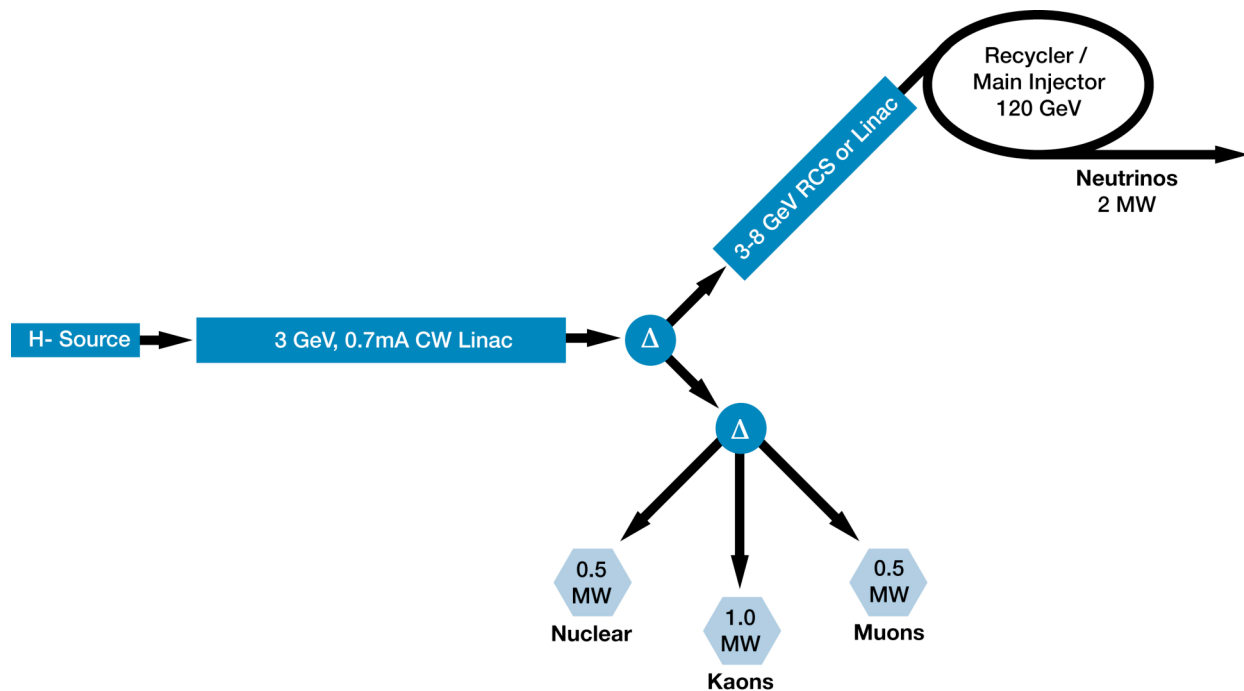 Recycler /
Main Injector
120 GeV
3-8 GeV RCS or Linac
Neutrinos
2 MW
H- Source
3 GeV, 0.7mA CW Linac
Δ
Δ
0.5
MW
Nuclear
1.0
MW
Kaons
0.5
MW
Muons